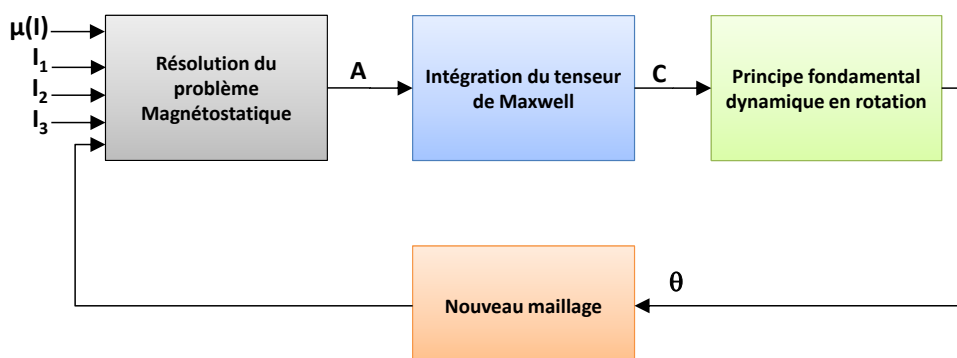 μ(I)
I₁
I₂
I₃
Résolution du
problème
Magnétostatique
A
Intégration du tenseur
de Maxwell
C
Principe fondamental
dynamique en rotation
θ
Nouveau maillage